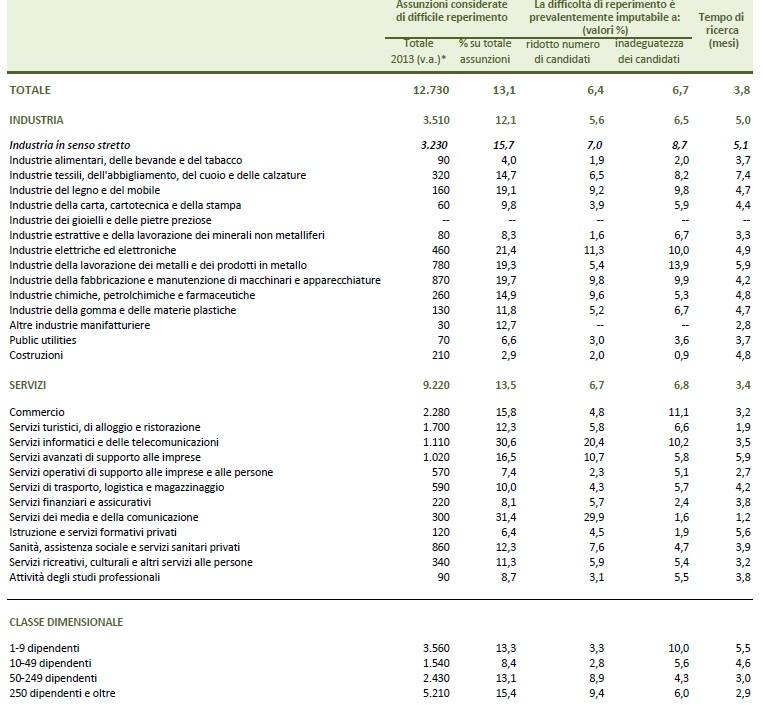 Assunzioni considerate di difficile reperimento La difficoltà di reperimento è prevalentemente imputabile a: (valori %) Tempo di ricerca (mesi)
Totale 2013 (v.a.)* % su totale assunzioni ridotto numero di candidati inadeguatezza dei candidati
TOTALE 12.730 13,1 6,4 6,7 3,8
INDUSTRIA 3.510 12,1 5,6 6,5 5,0
Industria in senso stretto 3.230 15,7 7,0 8,7 5,1
Industrie alimentari, delle bevande e del tabacco 90 4,0 1,9 2,0 3,7
Industrie tessili, dell'abbigliamento, del cuoio e delle calzature 320 14,7 6,5 8,2 7,4
Industrie del legno e del mobile 160 19,1 9,2 9,8 4,7
Industrie della carta, cartotecnica e della stampa 60 9,8 3,9 5,9 4,4
Industrie dei gioielli e delle pietre preziose -- -- -- -- --
Industrie estrattive e della lavorazione dei minerali non metalliferi 80 8,3 1,6 6,7 3,3
Industrie elettriche ed elettroniche 460 21,4 11,3 10,0 4,9
Industrie della lavorazione dei metalli e dei prodotti in metallo 780 19,3 5,4 13,9 5,9
Industrie della fabbricazione e manutenzione di macchinari e apparecchiature 870 19,7 9,8 9,9 4,2
Industrie chimiche, petrolchimiche e farmaceutiche 260 14,9 9,6 5,3 4,8
Industrie della gomma e delle materie plastiche 130 11,8 5,2 6,7 4,7
Altre industrie manifatturiere 30 12,7 -- -- 2,8
Public utilities 70 6,6 3,0 3,6 3,7
Costruzioni 210 2,9 2,0 0,9 4,8
SERVIZI 9.220 13,5 6,7 6,8 3,4
Commercio 2.280 15,8 4,8 11,1 3,2
Servizi turistici, di alloggio e ristorazione 1.700 12,3 5,8 6,6 1,9
Servizi informatici e delle telecomunicazioni 1.110 30,6 20,4 10,2 3,5
Servizi avanzati di supporto alle imprese 1.020 16,5 10,7 5,8 5,9
Servizi operativi di supporto alle imprese e alle persone 570 7,4 2,3 5,1 2,7
Servizi di trasporto, logistica e magazzinaggio 590 10,0 4,3 5,7 4,2
Servizi finanziari e assicurativi 220 8,1 5,7 2,4 3,8
Servizi dei media e della comunicazione 300 31,4 29,9 1,6 1,2
Istruzione e servizi formativi privati 120 6,4 4,5 1,9 5,6
Sanità, assistenza sociale e servizi sanitari privati 860 12,3 7,6 4,7 3,9
Servizi ricreativi, culturali e altri servizi alle persone 340 11,3 5,9 5,4 3,2
Attività degli studi professionali 90 8,7 3,1 5,5 3,8
CLASSE DIMENSIONALE
1-9 dipendenti 3.560 13,3 3,3 10,0 5,5
10-49 dipendenti 1.540 8,4 2,8 5,6 4,6
50-249 dipendenti 2.430 13,1 8,9 4,3 3,0
250 dipendenti e oltre 5.210 15,4 9,4 6,0 2,9